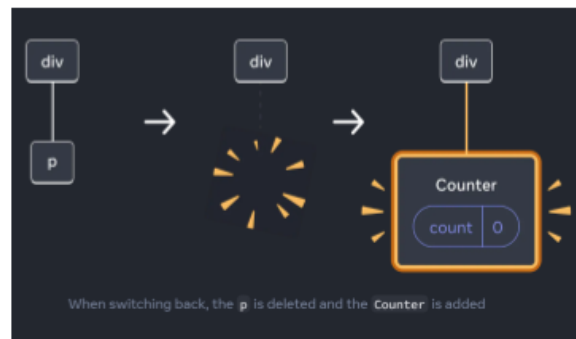 div
div
div
p
Counter
count 0
When switching back, the p is deleted and the Counter is added